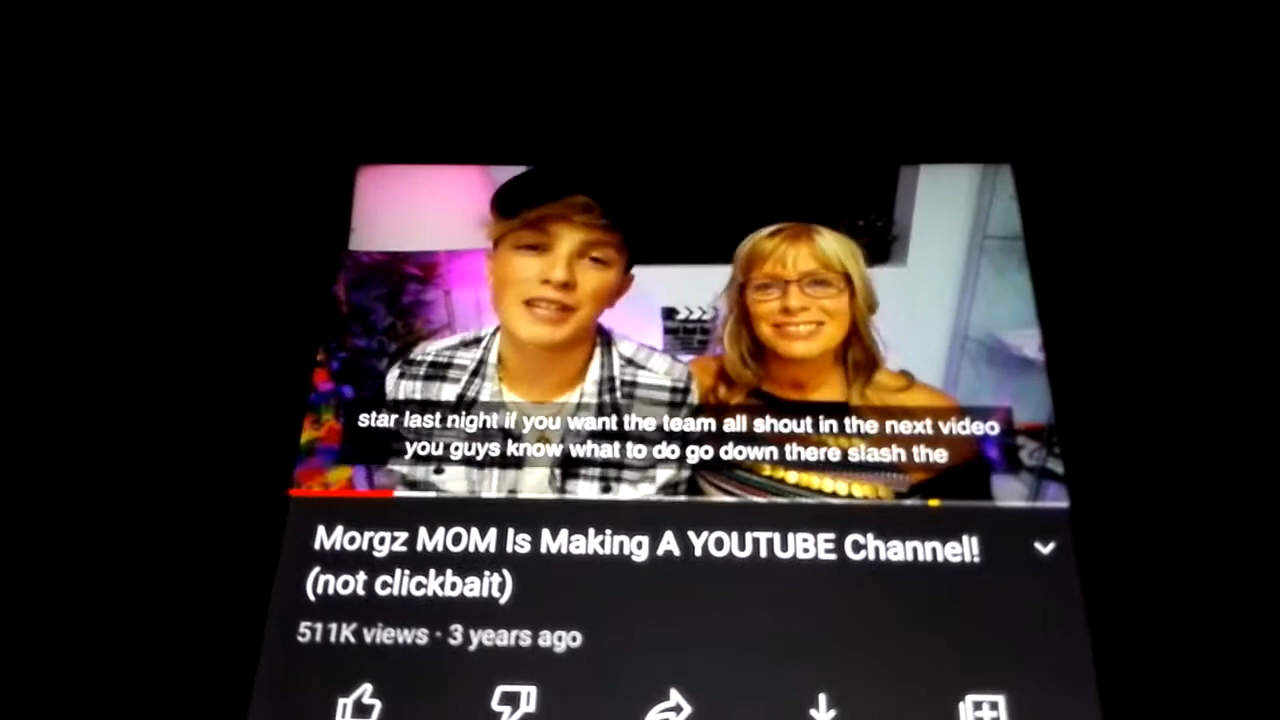 star last night if you want the team all shout in the next video
you guys know what to do go down there slash the
Morgz MOM Is Making A YOUTUBE Channel!
(not clickbait)
511K views · 3 years ago